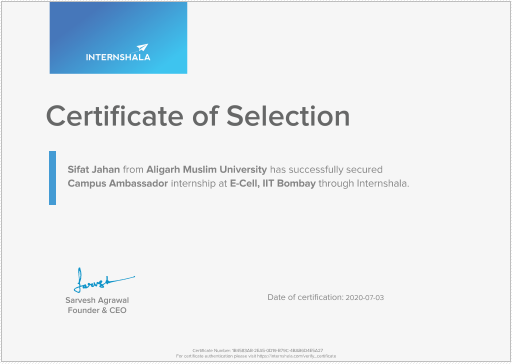 INTERNSHALA
Certificate of Selection
Sifat Jahan from Aligarh Muslim University has successfully secured
Campus Ambassador internship at E-Cell, IIT Bombay through Internshala.
Sarvesh Agrawal
Founder & CEO
Date of certification: 2020-07-03
Certificate Number:
For certificate authentication please visit https://internshala.com/verify_certificate